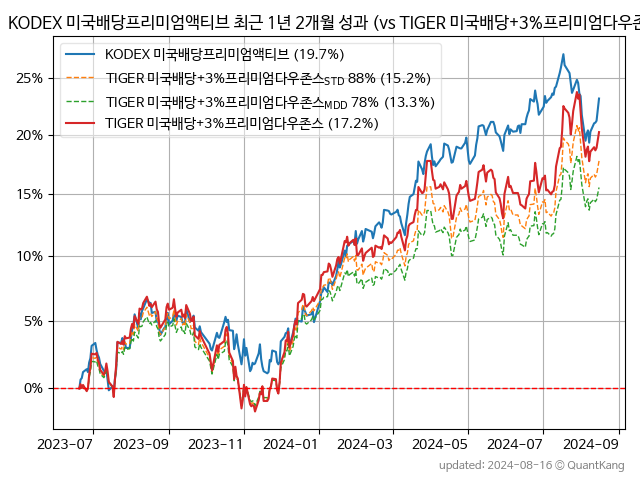 KODEX 미국배당프리미엄액티브 최근 1년 2개월 성과 (vs TIGER 미국배당+3%프리미엄다우존
KODEX 미국배당프리미엄액티브 (19.7%)
TIGER 미국배당+3%프리미엄다우존스STD 88% (15.2%)
TIGER 미국배당+3%프리미엄다우존스MDD 78% (13.3%)
TIGER 미국배당+3%프리미엄다우존스 (17.2%)
25%
20%
15%
10%
5%
0%
2023-07 2023-09 2023-11 2024-01 2024-03 2024-05 2024-07 2024-09
updated: 2024-08-16 © QuantKang